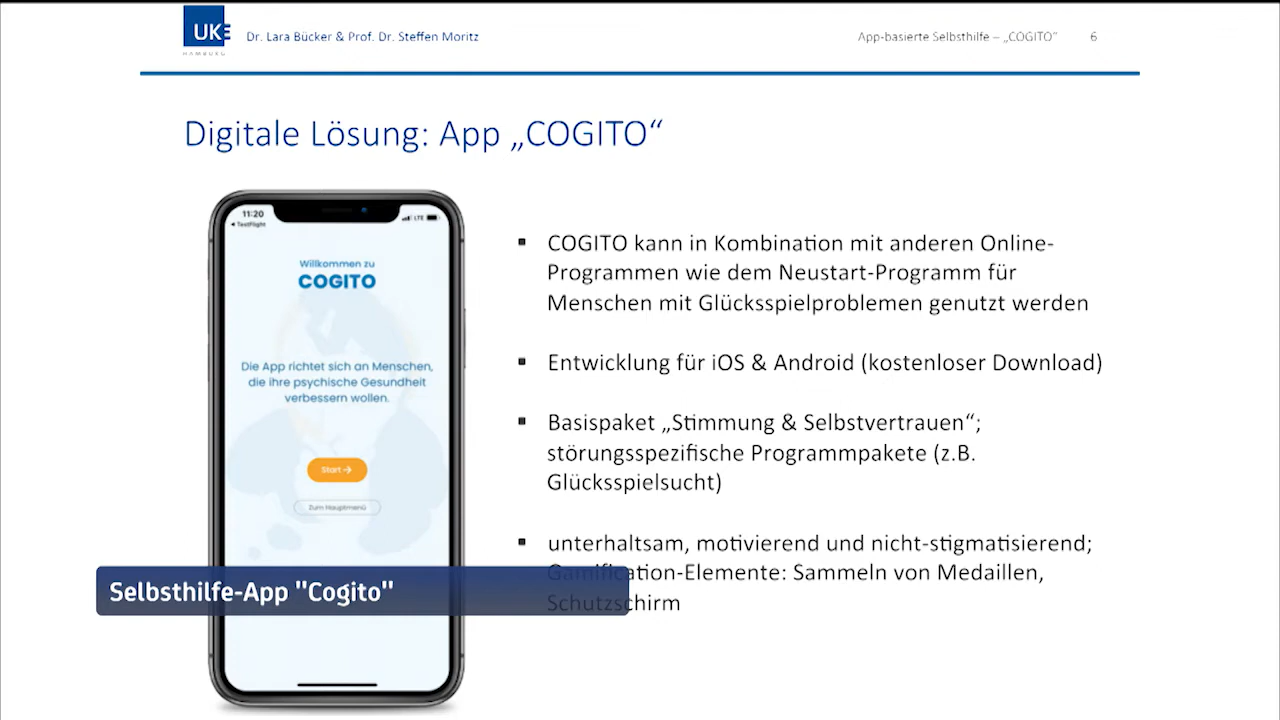 UKE
HAMBURG
Dr. Lara Bücker & Prof. Dr. Steffen Moritz
App-basierte Selbsthilfe – „COGITO“ 6
Digitale Lösung: App „COGITO“
11:20
LTE
◀ TestFlight
Willkommen zu
COGITO
Die App richtet sich an Menschen,
die ihre psychische Gesundheit
verbessern wollen.
Start →
Zum Hauptmenü
▪ COGITO kann in Kombination mit anderen Online-
Programmen wie dem Neustart-Programm für
Menschen mit Glücksspielproblemen genutzt werden
▪ Entwicklung für iOS & Android (kostenloser Download)
▪ Basispaket „Stimmung & Selbstvertrauen“;
störungsspezifische Programmpakete (z.B.
Glücksspielsucht)
▪ unterhaltsam, motivierend und nicht-stigmatisierend;
Gamification-Elemente: Sammeln von Medaillen,
Schutzschirm
Selbsthilfe-App "Cogito"